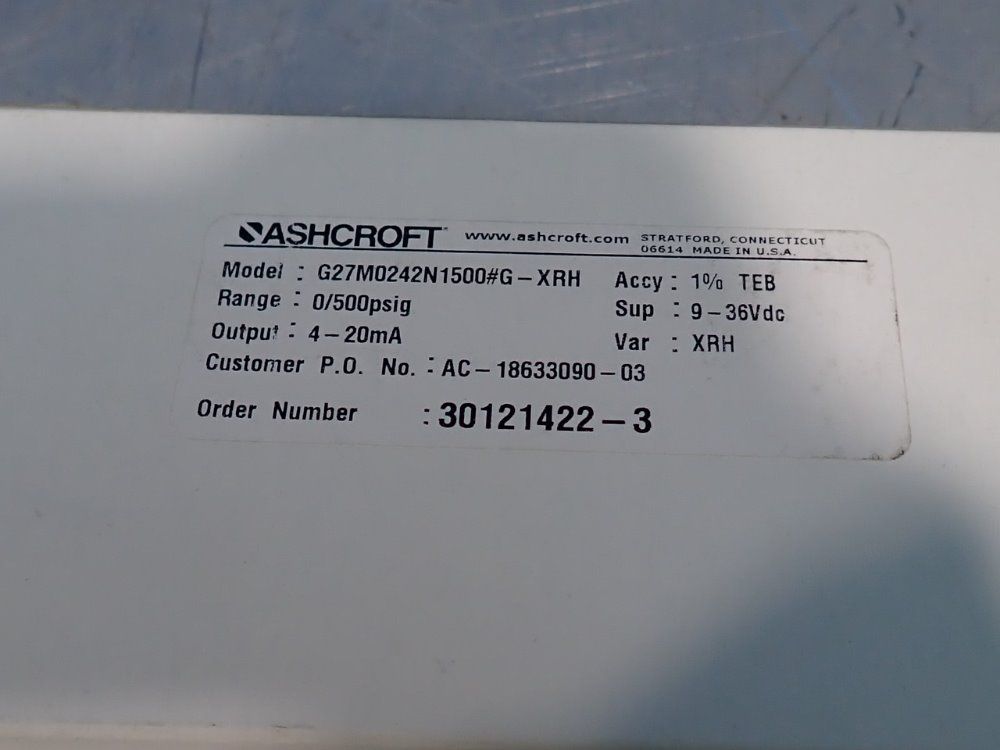 ASHCROFT www.ashcroft.com STRATFORD, CONNECTICUT
06614 MADE IN U.S.A.
Model : G27M0242N1500#G-XRH Accy : 1% TEB
Range : 0/500psig Sup : 9-36Vdc
Output : 4-20mA Var : XRH
Customer P.O. No. : AC-18633090-03
Order Number : 30121422-3